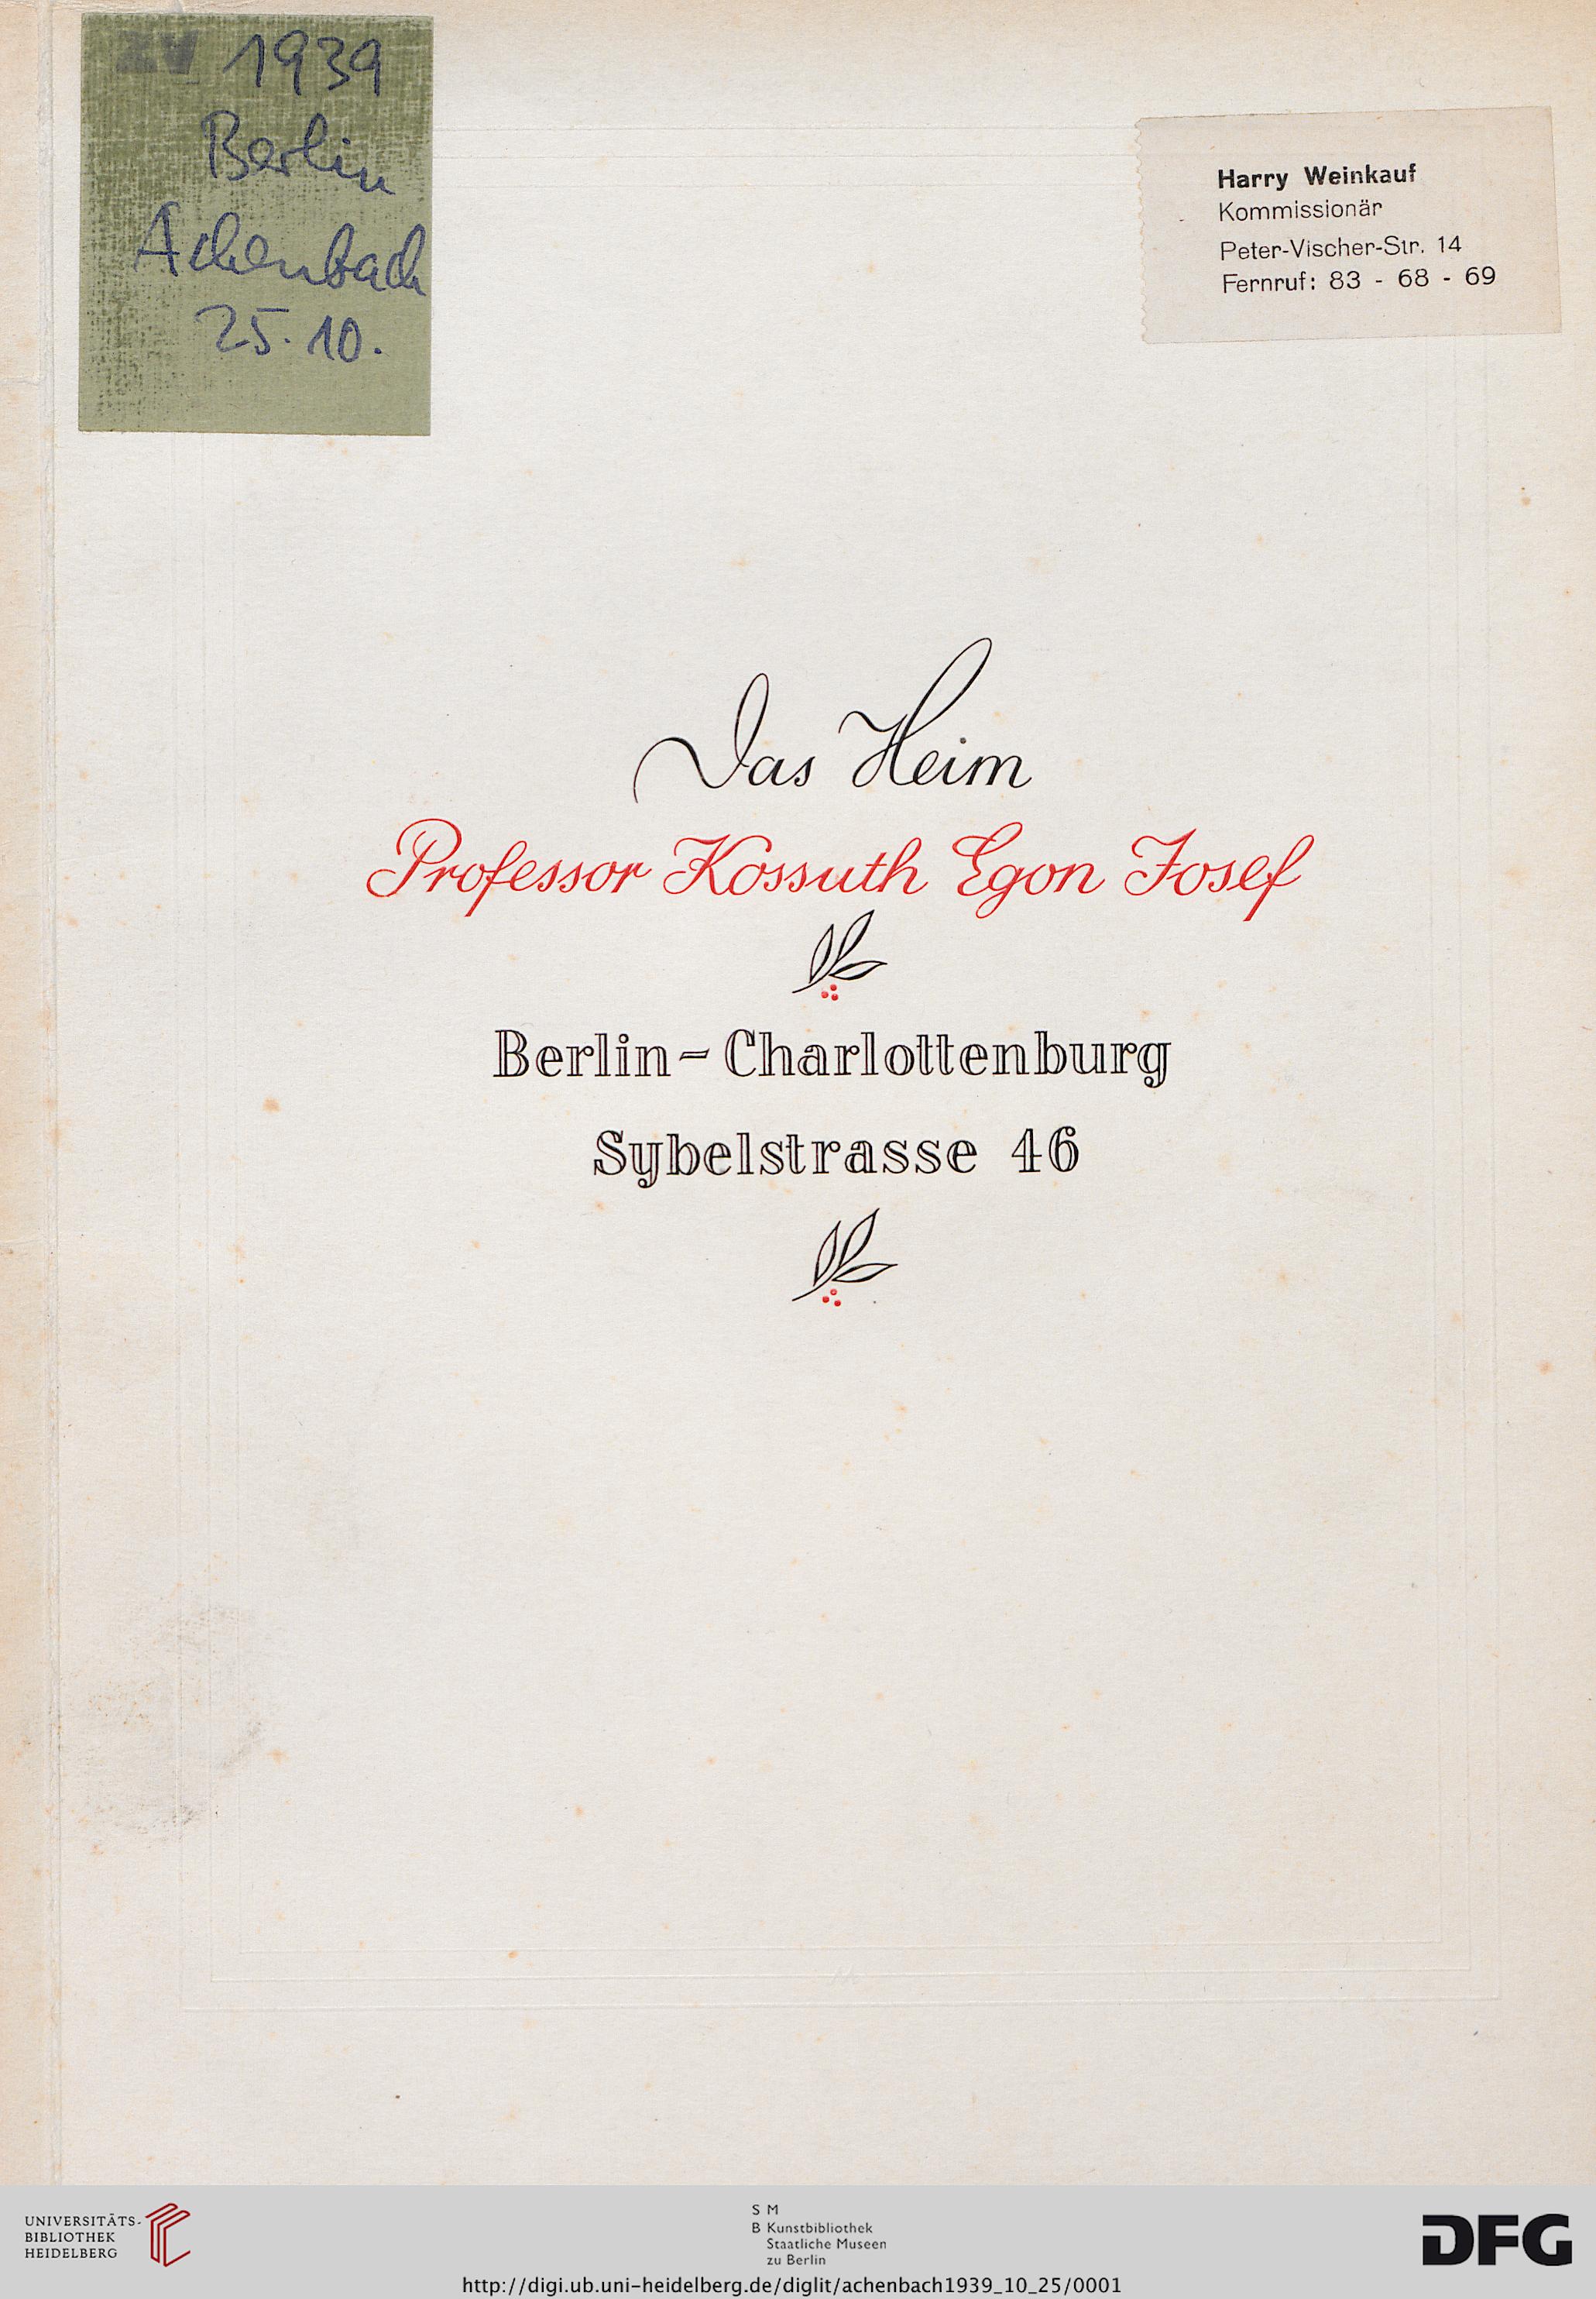 XV 1939
Berlin
Achenbach
25.10.
Harry Weinkauf
Kommissionär
Peter-Vischer-Str. 14
Fernruf: 83 - 68 - 69
Das Heim
Professor Kossuth Egon Josef
Berlin-Charlottenburg
Sybelstrasse 46
UNIVERSITÄTS-
BIBLIOTHEK
HEIDELBERG
S M
B Kunstbibliothek
Staatliche Museen
zu Berlin
DFG
http://digi.ub.uni-heidelberg.de/diglit/achenbach1939_10_25/0001